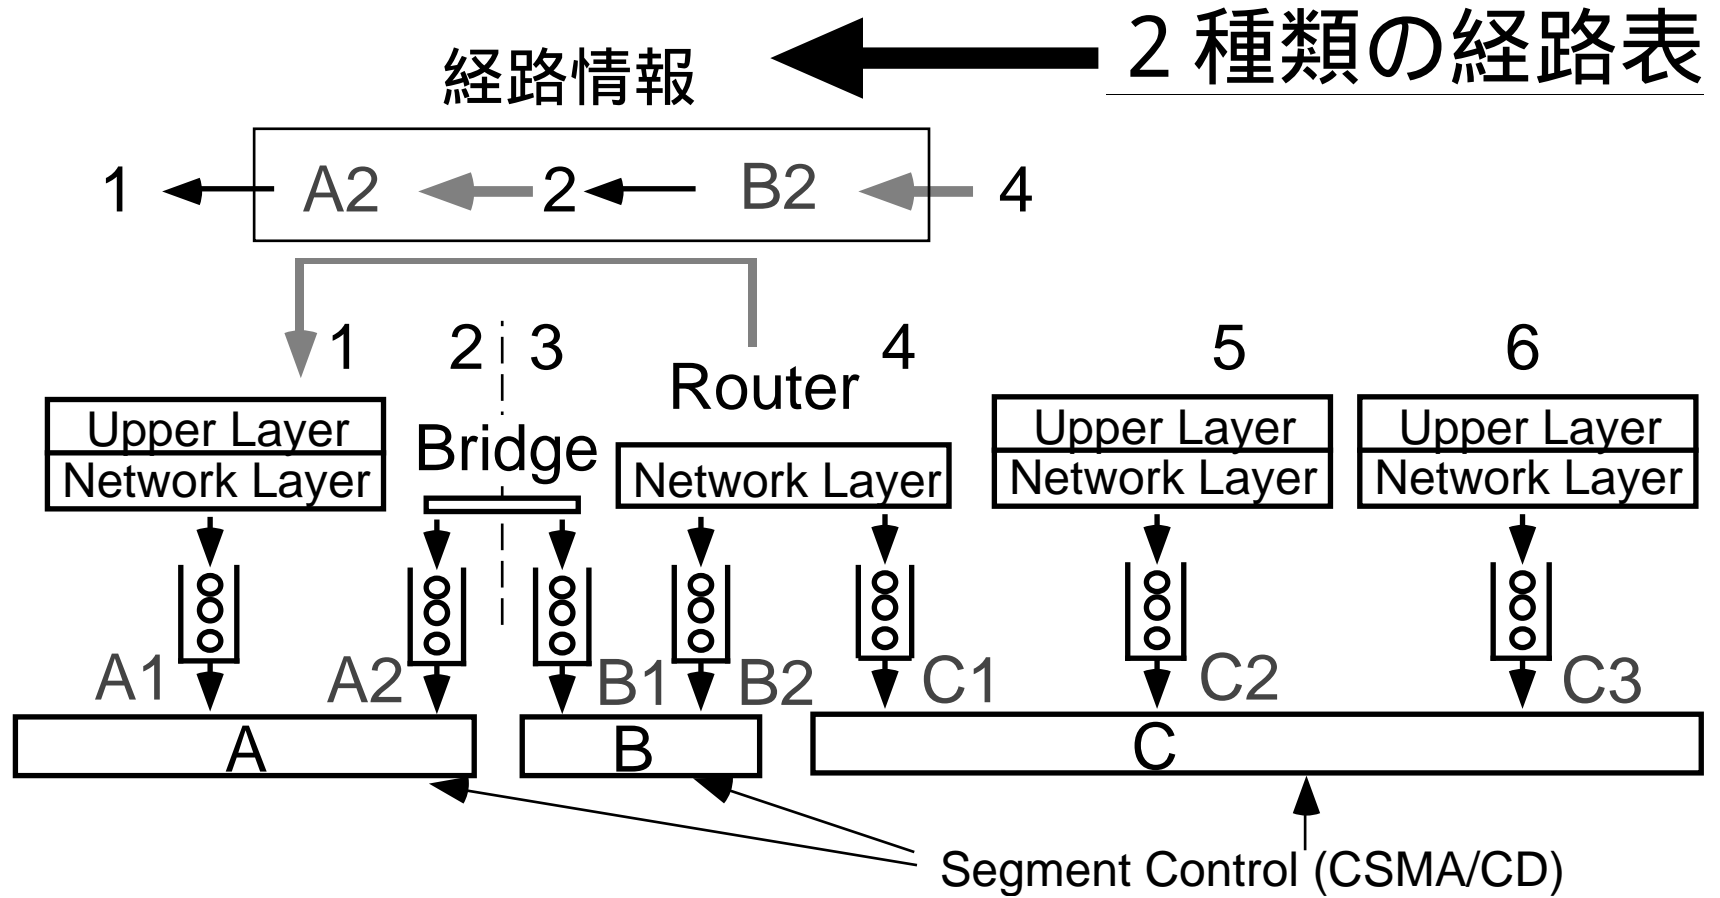 2 種類の経路表
経路情報
1 A2 2 B2 4
1 2 3 4 5 6
Router
Upper Layer Upper Layer Upper Layer
Bridge
Network Layer Network Layer Network Layer Network Layer
A1 A2 B1 B2 C1 C2 C3
A B C
Segment Control (CSMA/CD)